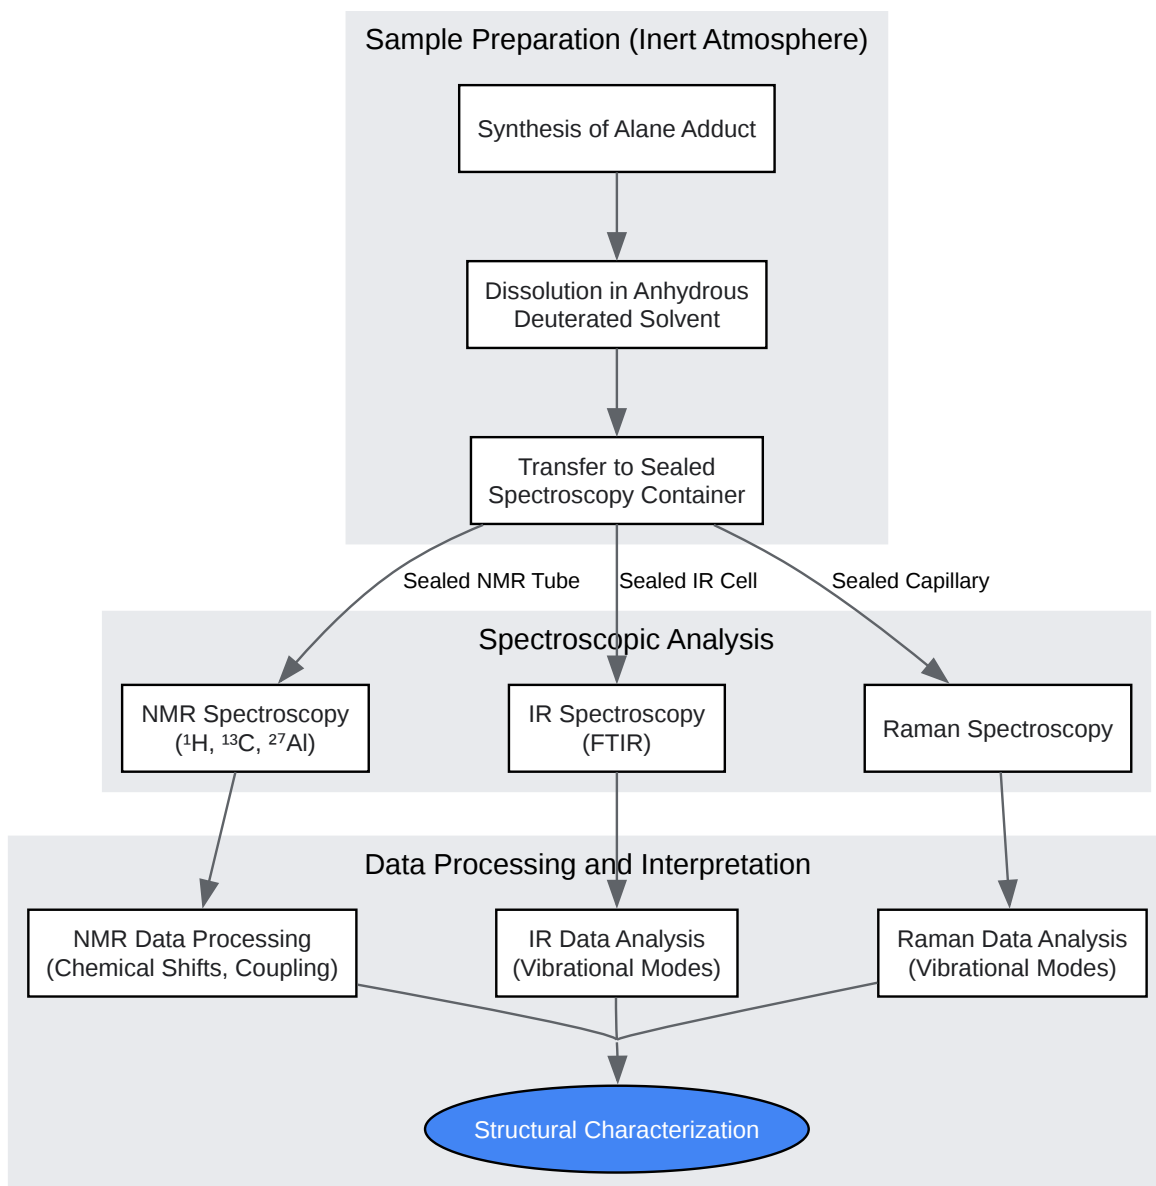 Sample Preparation (Inert Atmosphere)
Synthesis of Alane Adduct
Dissolution in Anhydrous
Deuterated Solvent
Transfer to Sealed
Spectroscopy Container
Sealed NMR Tube
Sealed IR Cell
Sealed Capillary
Spectroscopic Analysis
NMR Spectroscopy
(¹H, ¹³C, ²⁷Al)
IR Spectroscopy
(FTIR)
Raman Spectroscopy
Data Processing and Interpretation
NMR Data Processing
(Chemical Shifts, Coupling)
IR Data Analysis
(Vibrational Modes)
Raman Data Analysis
(Vibrational Modes)
Structural Characterization